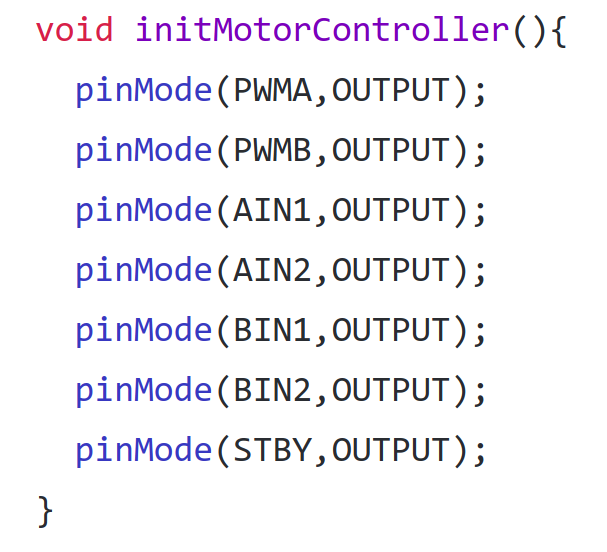 void initMotorController(){
  pinMode(PWMA,OUTPUT);
  pinMode(PWMB,OUTPUT);
  pinMode(AIN1,OUTPUT);
  pinMode(AIN2,OUTPUT);
  pinMode(BIN1,OUTPUT);
  pinMode(BIN2,OUTPUT);
  pinMode(STBY,OUTPUT);
}